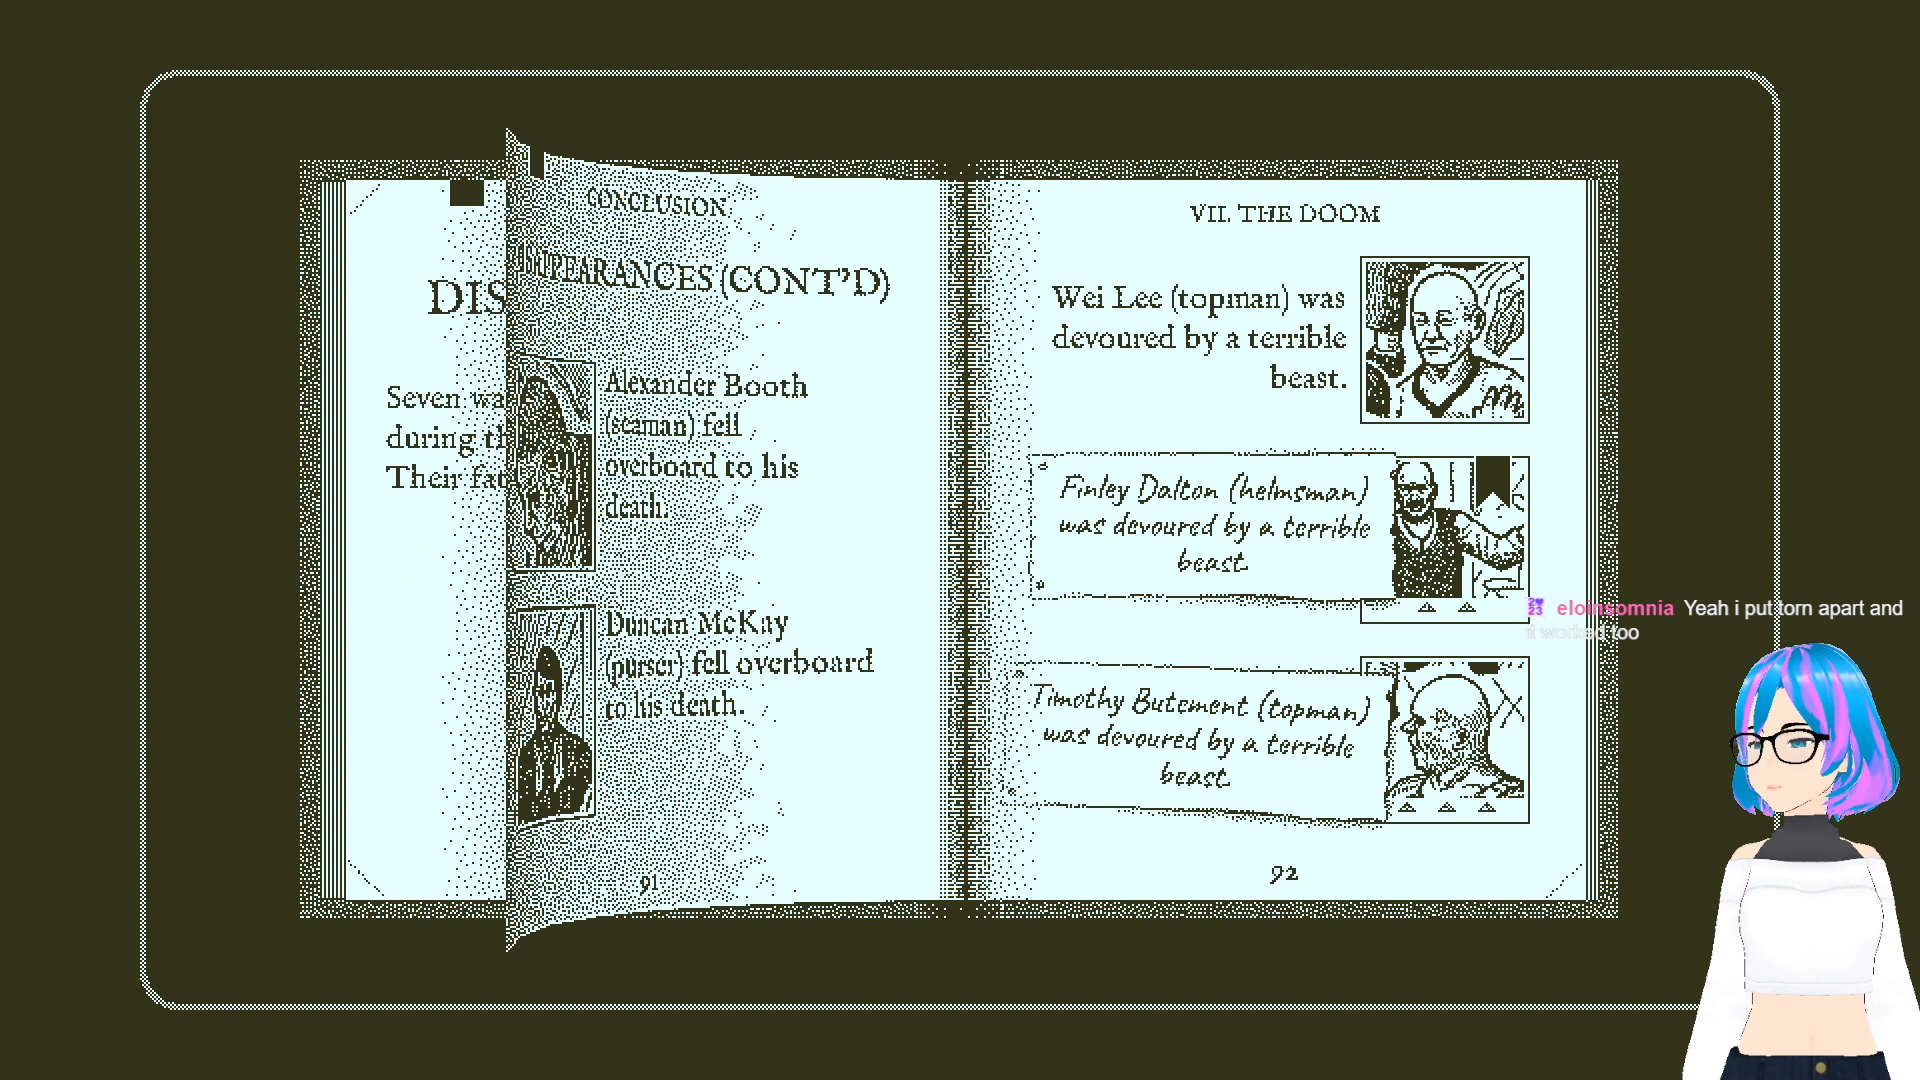 DIS
Seven wa
during th
Their fat
CONCLUSION
APPEARANCES (CONT'D)
Alexander Booth
(seaman) fell
overboard to his
death.
Duncan McKay
(purser) fell overboard
to his death.
91
VII. THE DOOM
Wei Lee (topman) was
devoured by a terrible
beast.
Finley Dalton (helmsman)
was devoured by a terrible
beast.
Timothy Butement (topman)
was devoured by a terrible
beast.
92
2023 eloinsomnia Yeah i put torn apart and
it worked too